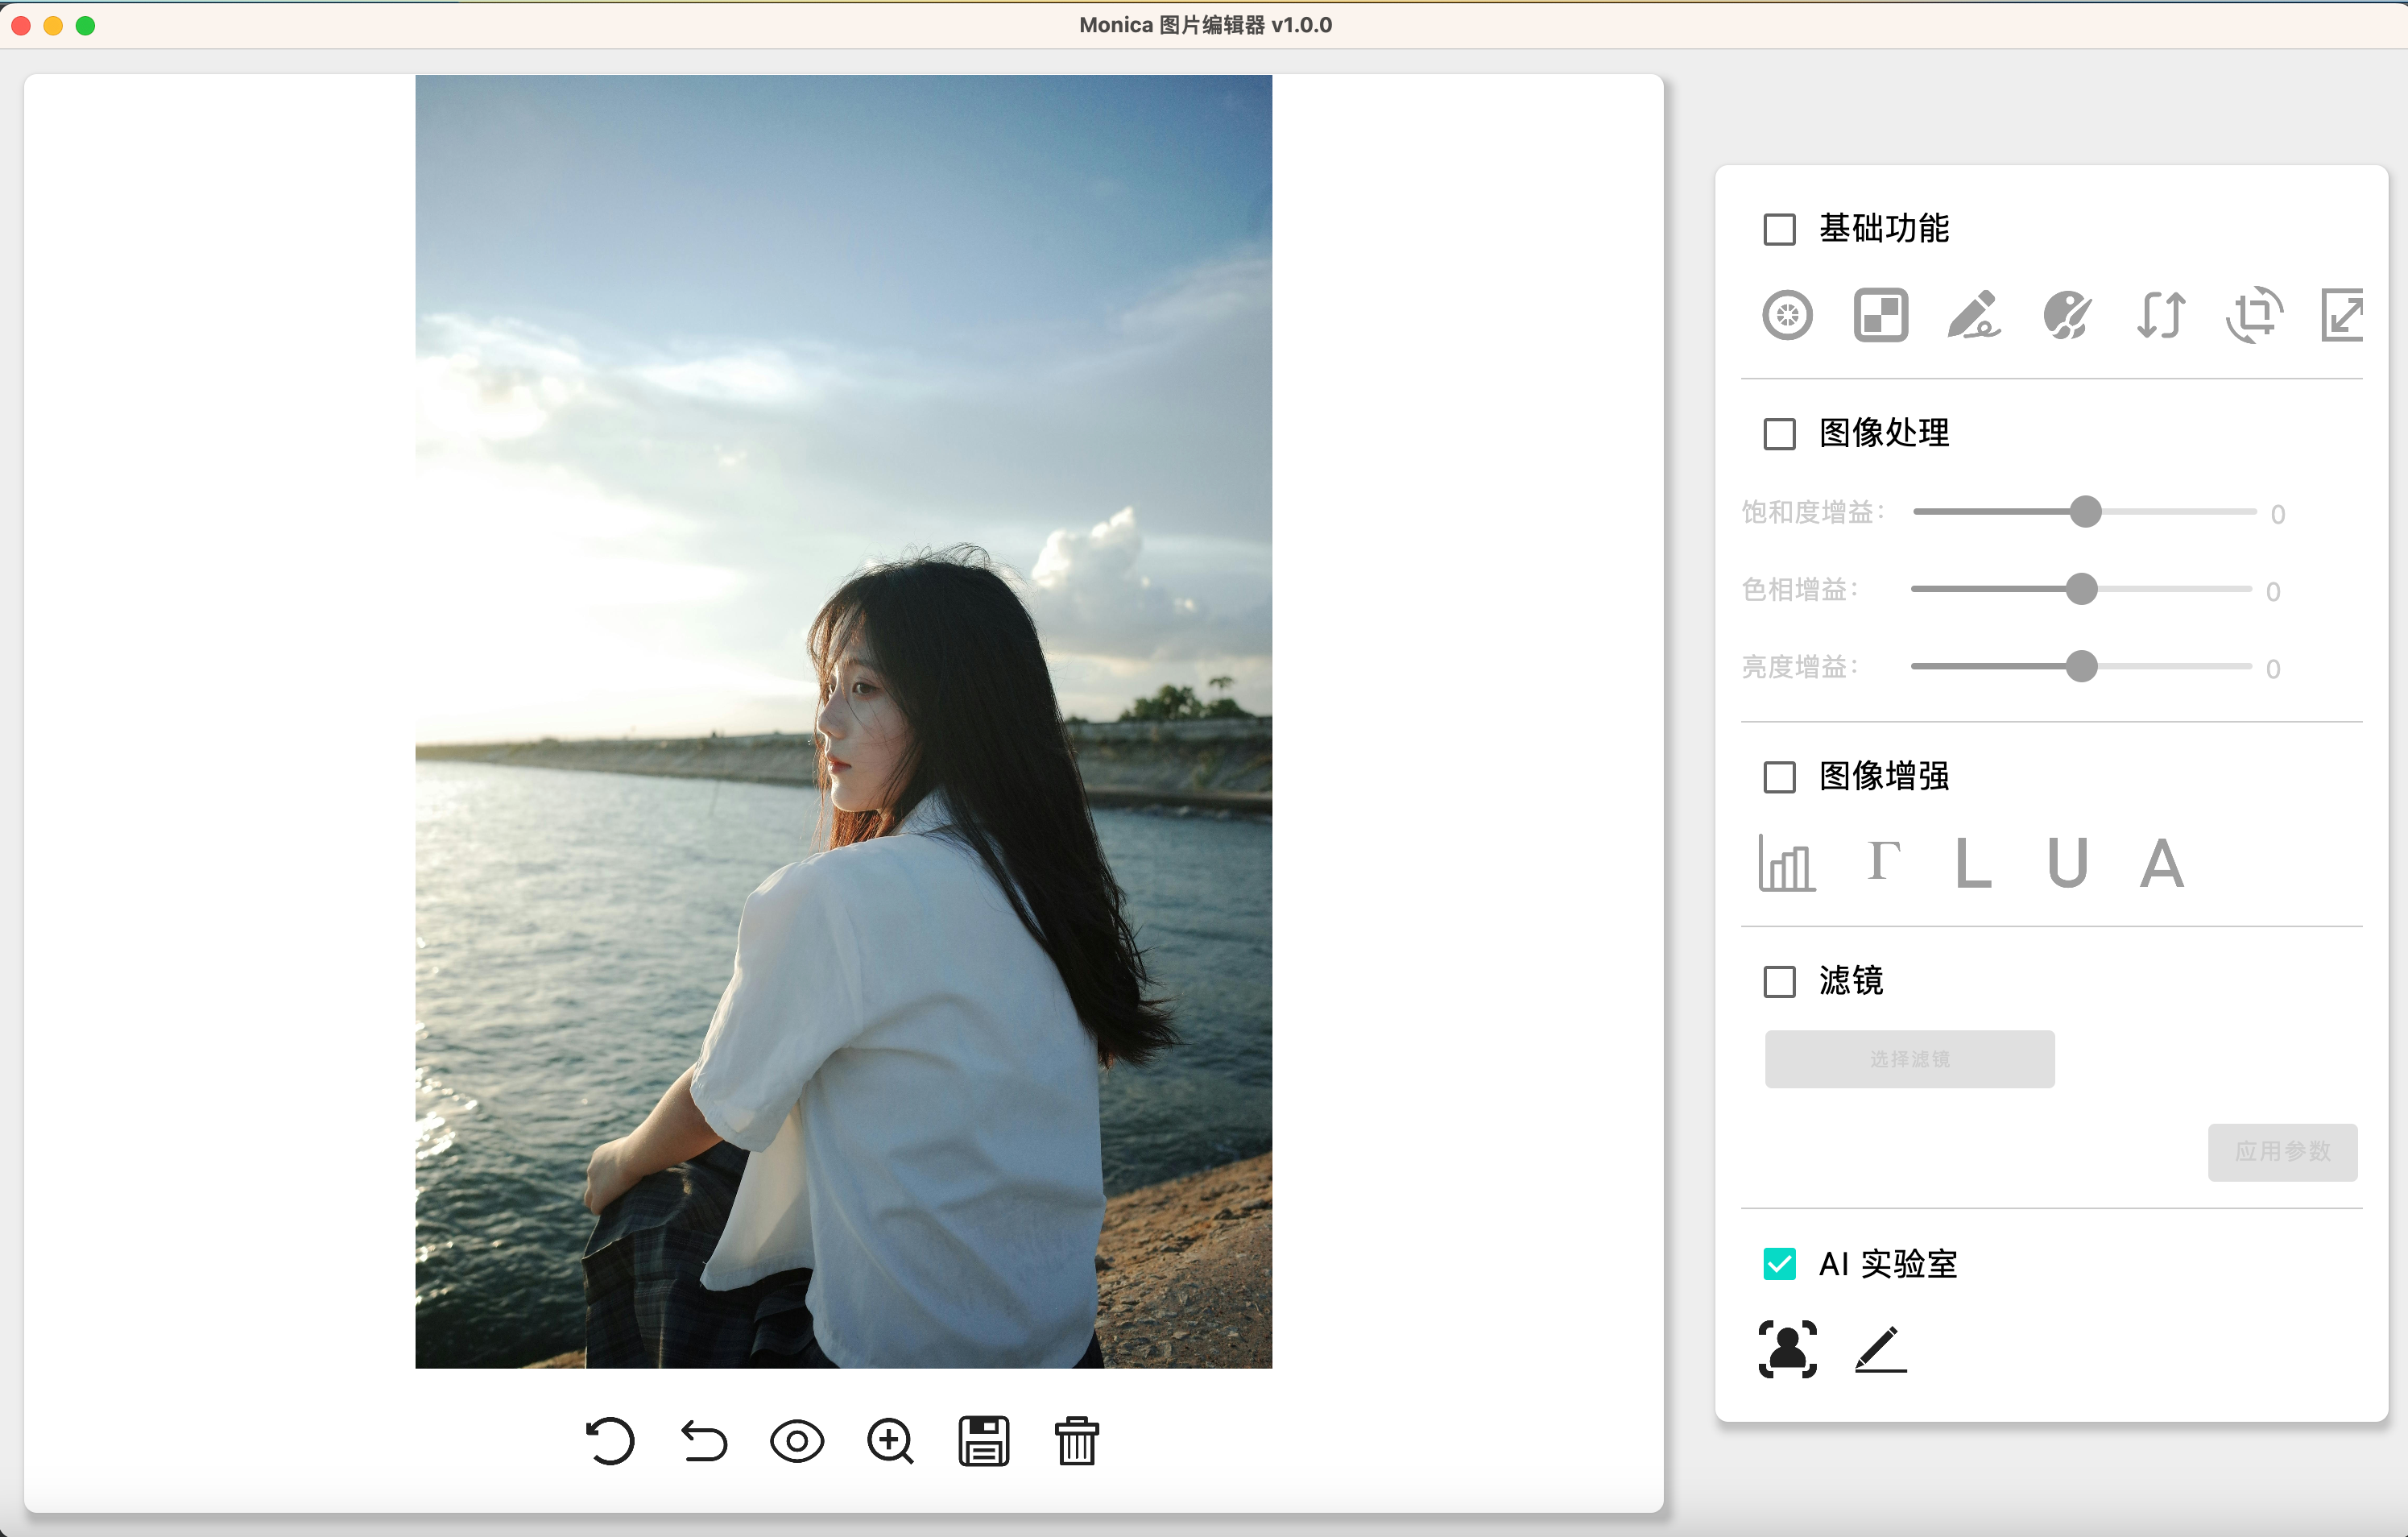 Monica 图片编辑器 v1.0.0
基础功能
图像处理
饱和度增益： 0
色相增益： 0
亮度增益： 0
图像增强
Γ L U A
滤镜
选择滤镜
应用参数
AI 实验室